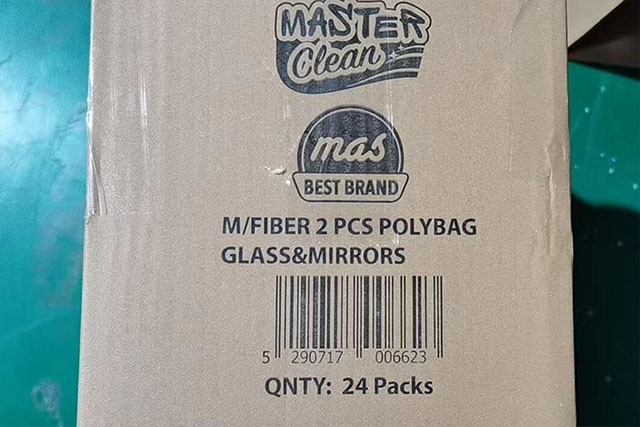 MASTER
Clean
mas
BEST BRAND
M/FIBER 2 PCS POLYBAG
GLASS&MIRRORS
5 290717 006623
QNTY: 24 Packs